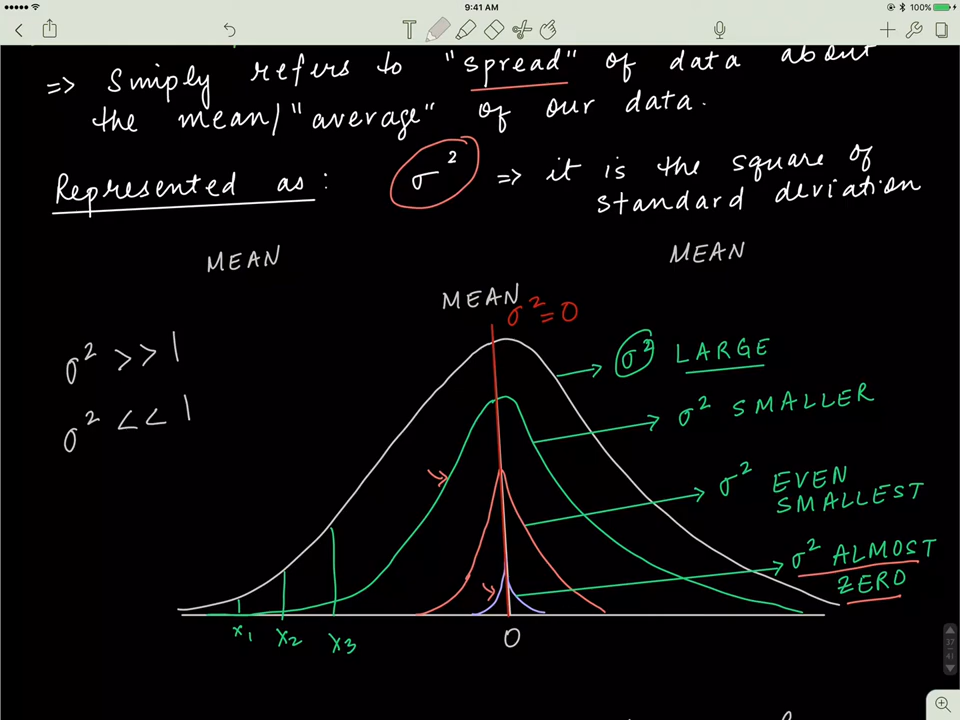 9:41 AM
100%
=> Simply refers to "spread" of data about
the mean/"average" of our data.
Represented as : σ² => it is the square of
standard deviation
MEAN
MEAN
MEAN
σ² = 0
σ² >> 1
σ² << 1
σ² LARGE
σ² SMALLER
σ² EVEN
SMALLEST
σ² ALMOST
ZERO
x₁ x₂ x₃ 0
37
41